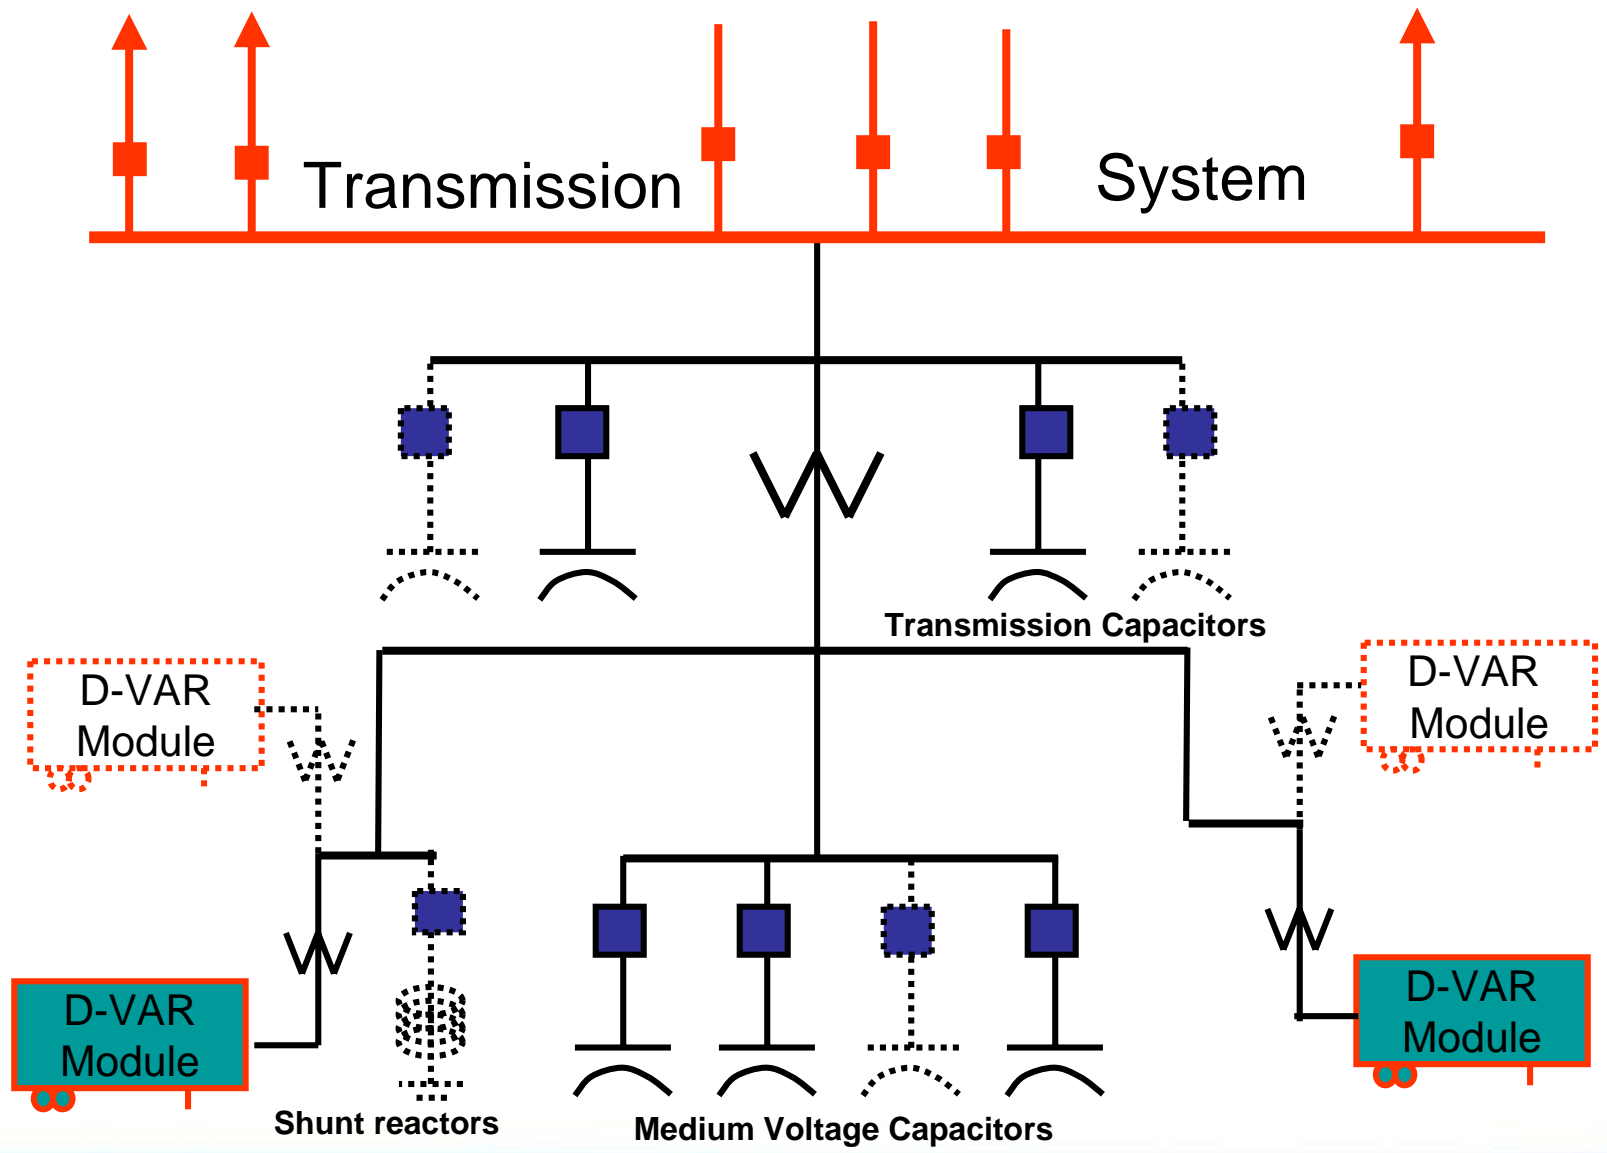 Transmission System
Transmission Capacitors
D-VAR
Module
D-VAR
Module
D-VAR
Module
D-VAR
Module
Shunt reactors
Medium Voltage Capacitors